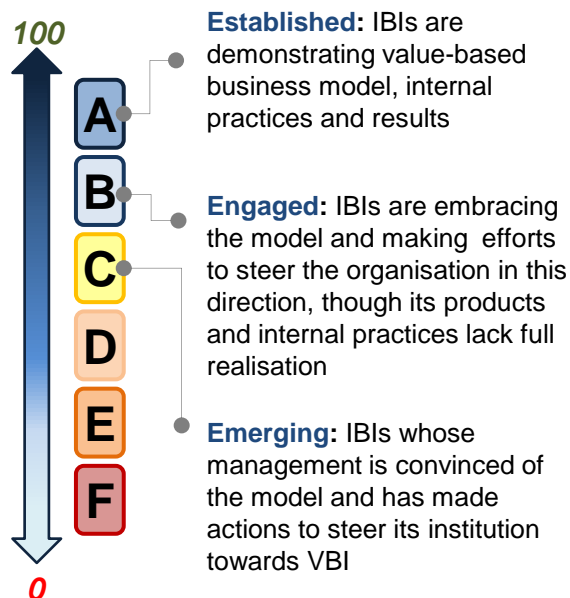 100
A
B
C
D
E
F
0
Established: IBIs are
demonstrating value-based
business model, internal
practices and results
Engaged: IBIs are embracing
the model and making efforts
to steer the organisation in this
direction, though its products
and internal practices lack full
realisation
Emerging: IBIs whose
management is convinced of
the model and has made
actions to steer its institution
towards VBI